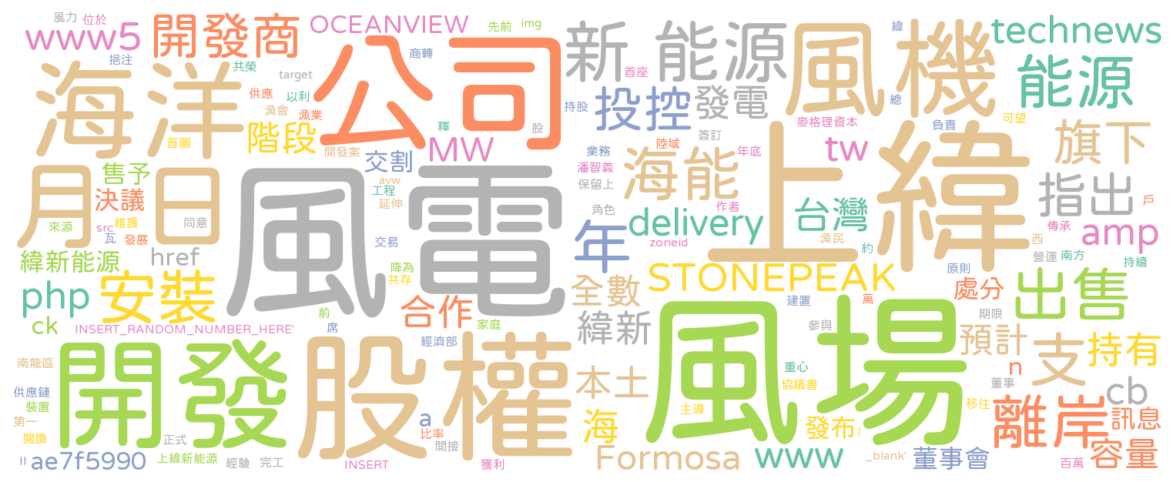 風力 位於 OCEANVIEW 先前 img 緯 technews
www5 開發商 商轉 新 能源 風機
挹注 共榮 target 首座 總 能源
海洋 供應 以利 公司 持股 投控 發電 麥格理資本 負責 可望
漁會 漁業 釋 股 簽訂
首圖 階段 開發案 MW 業務 陸域 tw 年底 旗下
交割 潘智義 海能 上緯
售予 avw 保留上 指出
月 日 決議 工程 延伸 風電 角色 作者 戶
來源 維護 同意 delivery 台灣 傳承
src 瓦 發展 年 zoneid 漁民 約 西 amp
交易 營運 南方
緯新能源 href 降為 原則 持續
共存 STONEPEAK
php 安裝 全數 處分 出售
前 合作 建置 萬 期限
ck INSERT_RANDOM_NUMBER_HERE' 席 家庭 緯新 參與 風場 預計
經濟部 支 持有
南龍區 開發 股權 重心 n
供應鏈 本土 協議書 董事 cb
裝置 a 主導 移往
第一 比率 海 發布 l 離岸 訊息
閱讀 正式 間接
上緯新能源 Formosa www _blank' 董事會 容量
II ae7f5990 經驗 完工 INSERT 獲利 百萬